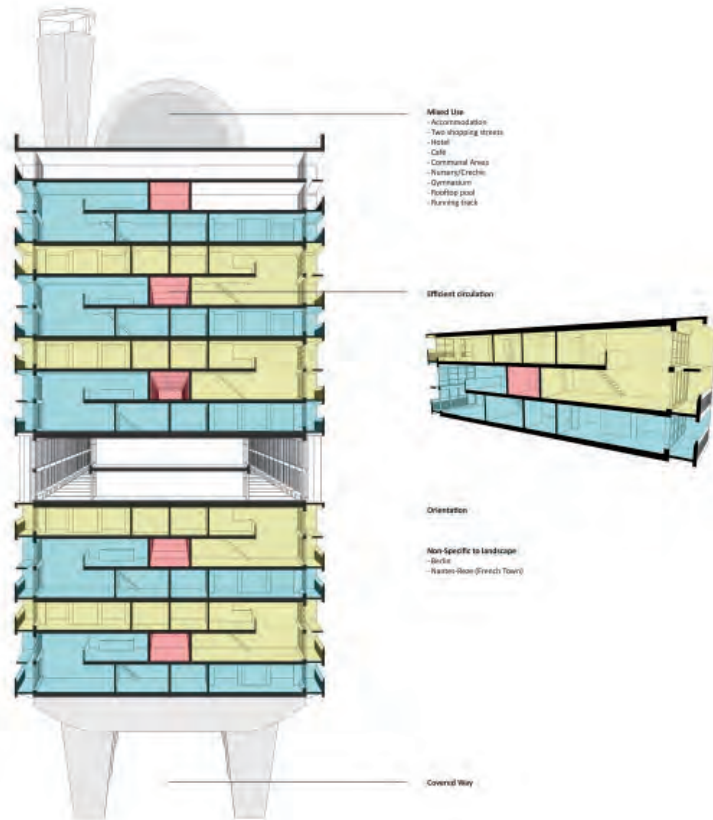 Mixed Use
- Accommodation
- Two shopping streets
- Hotel
- Café
- Communal Areas
- Nursery/Creche
- Gymnasium
- Rooftop pool
- Running track
Efficient circulation
Orientation
Non-Specific to landscape
- Berlin
- Nantes-Reze (French Town)
Covered Way